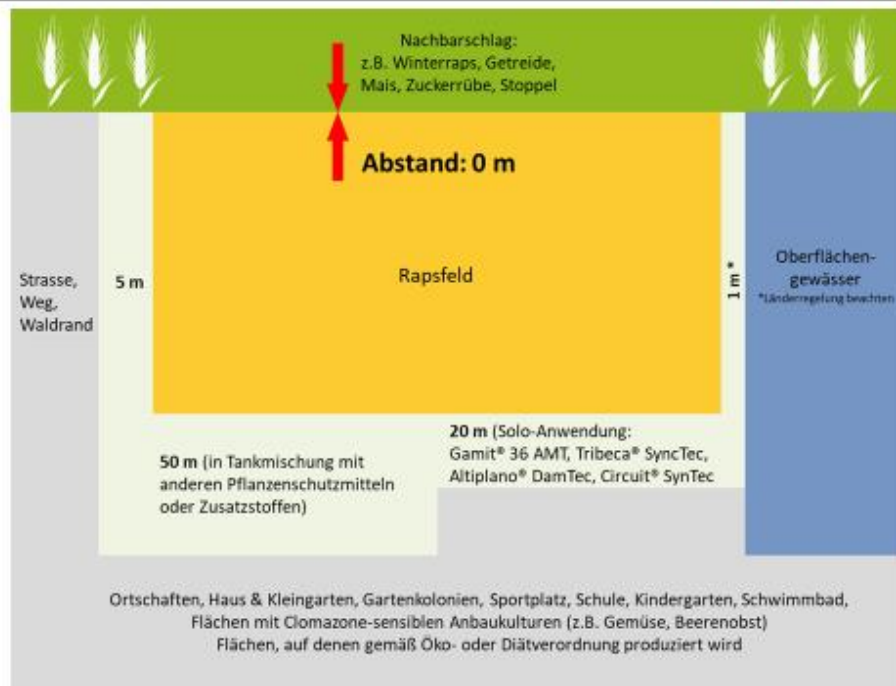 Nachbarschlag:
z.B. Winterraps, Getreide,
Mais, Zuckerrübe, Stoppel
Abstand: 0 m
Strasse,
Weg,
Waldrand
5 m
Rapsfeld
1 m *
Oberflächen-
gewässer
*Länderregelung beachten
50 m (in Tankmischung mit
anderen Pflanzenschutzmitteln
oder Zusatzstoffen)
20 m (Solo-Anwendung:
Gamit® 36 AMT, Tribeca® SyncTec,
Altiplano® DamTec, Circuit® SynTec
Ortschaften, Haus & Kleingarten, Gartenkolonien, Sportplatz, Schule, Kindergarten, Schwimmbad,
Flächen mit Clomazone-sensiblen Anbaukulturen (z.B. Gemüse, Beerenobst)
Flächen, auf denen gemäß Öko- oder Diätverordnung produziert wird